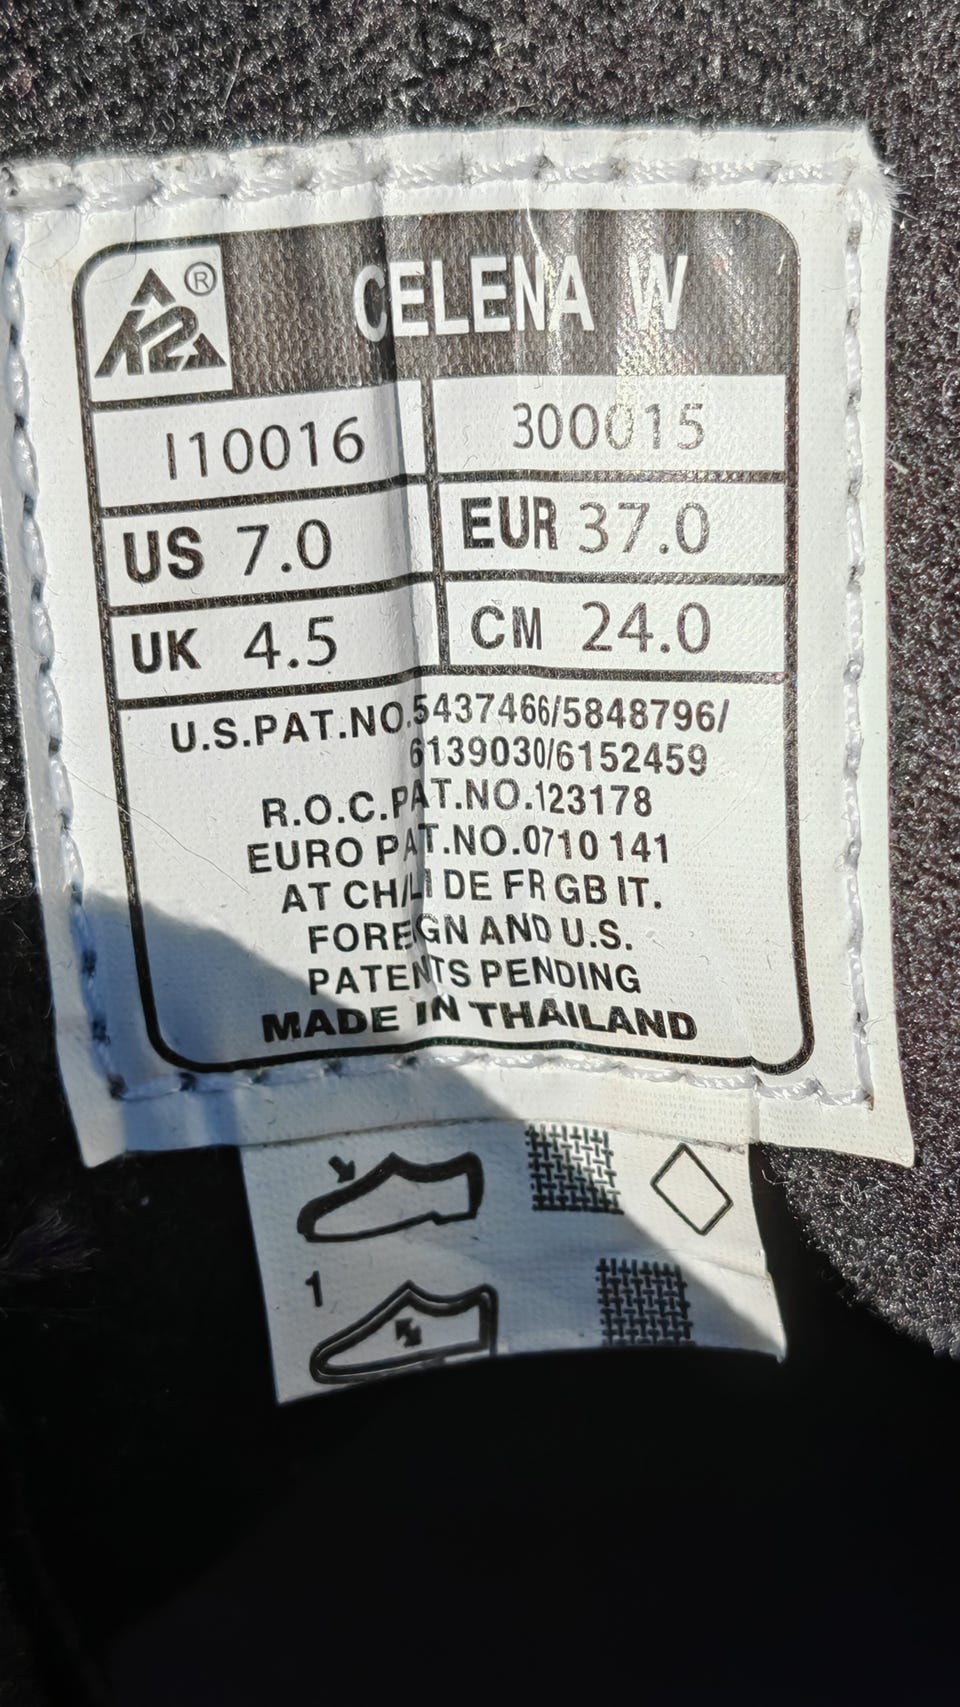 K2 ®
CELENA W
I10016 300015
US 7.0 EUR 37.0
UK 4.5 CM 24.0
U.S.PAT.NO.5437466/5848796/
6139030/6152459
R.O.C.PAT.NO.123178
EURO PAT.NO.0710 141
AT CH/LI DE FR GB IT.
FOREGN AND U.S.
PATENTS PENDING
MADE IN THAILAND
1